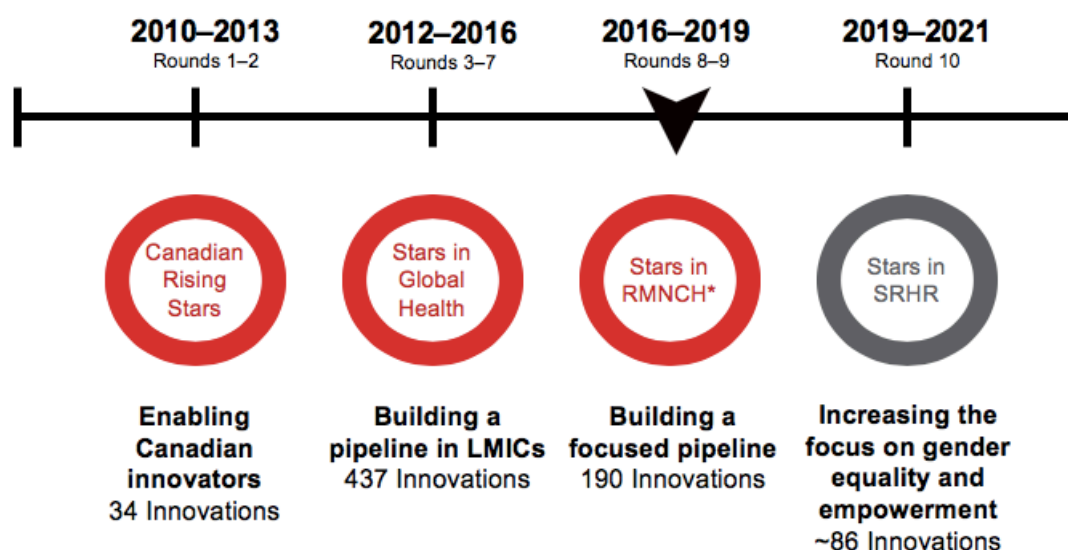 2010–2013
Rounds 1–2
2012–2016
Rounds 3–7
2016–2019
Rounds 8–9
2019–2021
Round 10
Canadian
Rising
Stars
Stars in
Global
Health
Stars in
RMNCH*
Stars in
SRHR
Enabling
Canadian
innovators
34 Innovations
Building a
pipeline in LMICs
437 Innovations
Building a
focused pipeline
190 Innovations
Increasing the
focus on gender
equality and
empowerment
~86 Innovations